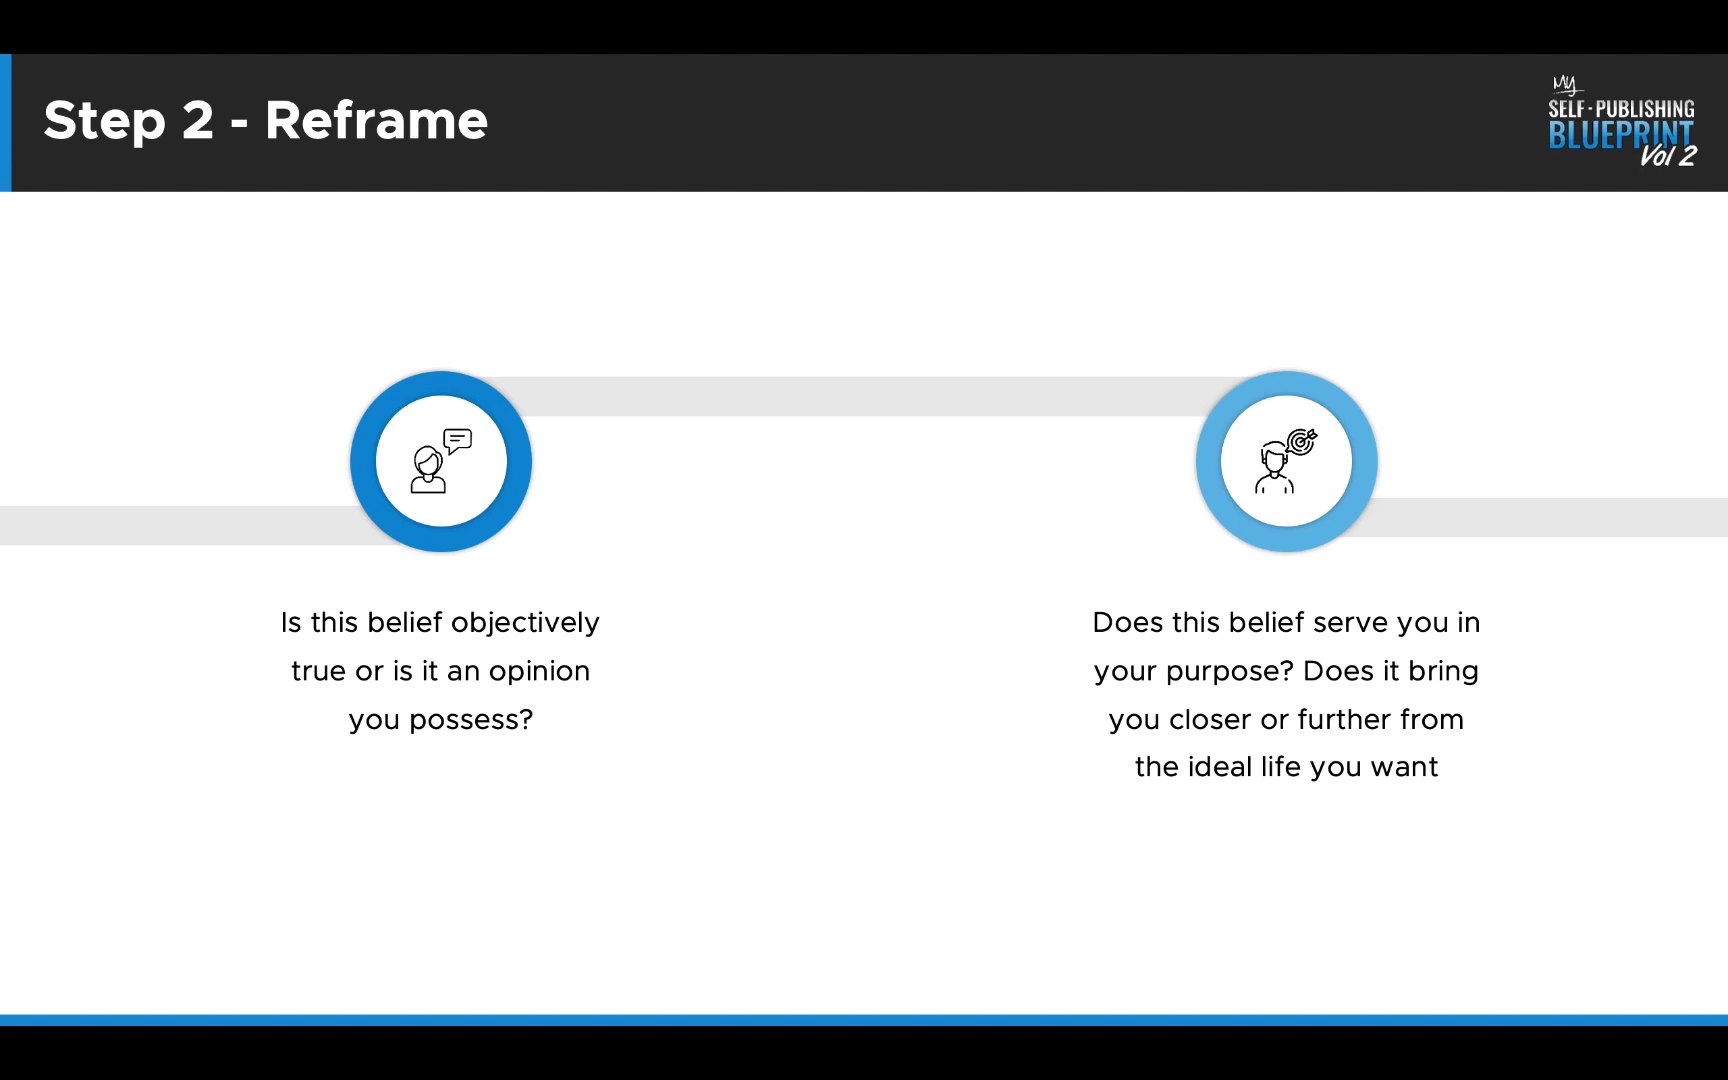 Step 2 - Reframe
My
SELF-PUBLISHING
BLUEPRINT
Vol 2
Is this belief objectively
true or is it an opinion
you possess?
Does this belief serve you in
your purpose? Does it bring
you closer or further from
the ideal life you want